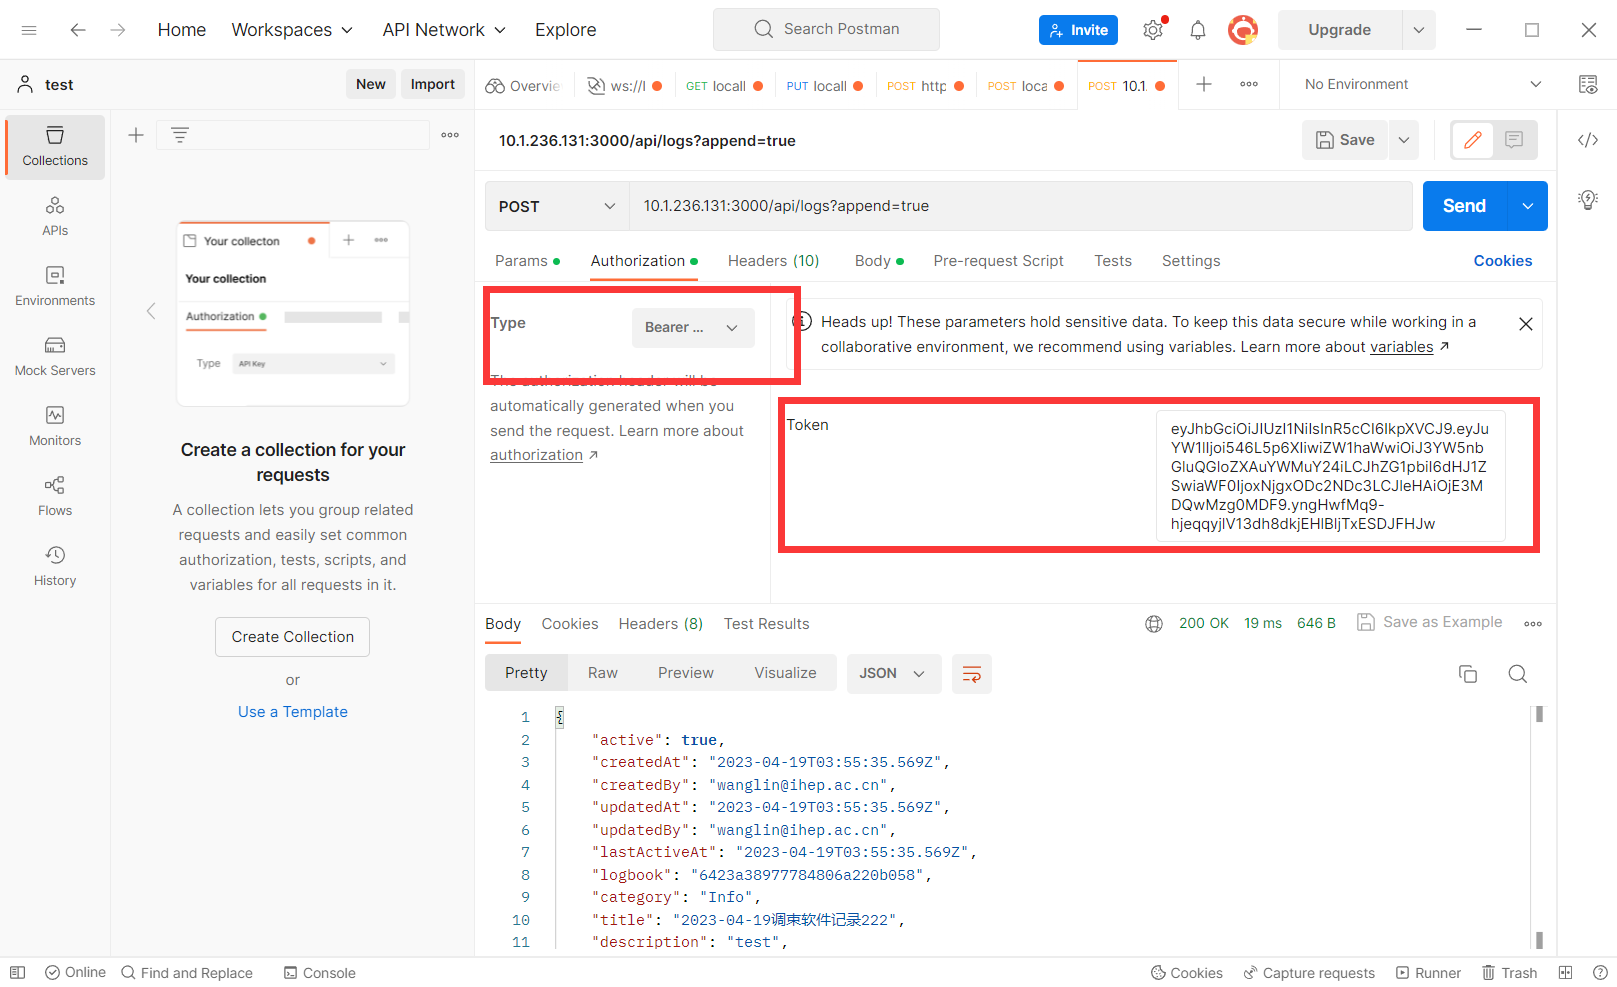 Home
Workspaces
API Network
Explore
Search Postman
Invite
Upgrade
test
New
Import
Overvie
ws://l
GET locall
PUT locall
POST http
POST loca
POST 10.1.
No Environment
Collections
APIs
Environments
Mock Servers
Monitors
Flows
History
Your collecton
Your collection
Authorization
Type
API Key
Create a collection for your
requests
A collection lets you group related
requests and easily set common
authorization, tests, scripts, and
variables for all requests in it.
Create Collection
or
Use a Template
10.1.236.131:3000/api/logs?append=true
Save
POST
10.1.236.131:3000/api/logs?append=true
Send
Params
Authorization
Headers (10)
Body
Pre-request Script
Tests
Settings
Cookies
Type
Bearer ...
The authorization header will be
automatically generated when you
send the request. Learn more about
authorization ↗
Heads up! These parameters hold sensitive data. To keep this data secure while working in a
collaborative environment, we recommend using variables. Learn more about variables ↗
Token
eyJhbGciOiJIUzI1NiIsInR5cCI6IkpXVCJ9.eyJu
YW1lIjoi546L5p6XIiwiZW1haWwiOiJ3YW5nb
GluQGloZXAuYWMuY24iLCJhZG1pbiI6dHJ1Z
SwiaWF0IjoxNjgxODc2NDc3LCJleHAiOjE3M
DQwMzg0MDF9.yngHwfMq9-
hjeqqyjlV13dh8dkjEHlBljTxESDJFHJw
Body
Cookies
Headers (8)
Test Results
200 OK
19 ms
646 B
Save as Example
Pretty
Raw
Preview
Visualize
JSON
1 {
2 "active": true,
3 "createdAt": "2023-04-19T03:55:35.569Z",
4 "createdBy": "wanglin@ihep.ac.cn",
5 "updatedAt": "2023-04-19T03:55:35.569Z",
6 "updatedBy": "wanglin@ihep.ac.cn",
7 "lastActiveAt": "2023-04-19T03:55:35.569Z",
8 "logbook": "6423a38977784806a220b058",
9 "category": "Info",
10 "title": "2023-04-19调束软件记录222",
11 "description": "test",
Online
Find and Replace
Console
Cookies
Capture requests
Runner
Trash